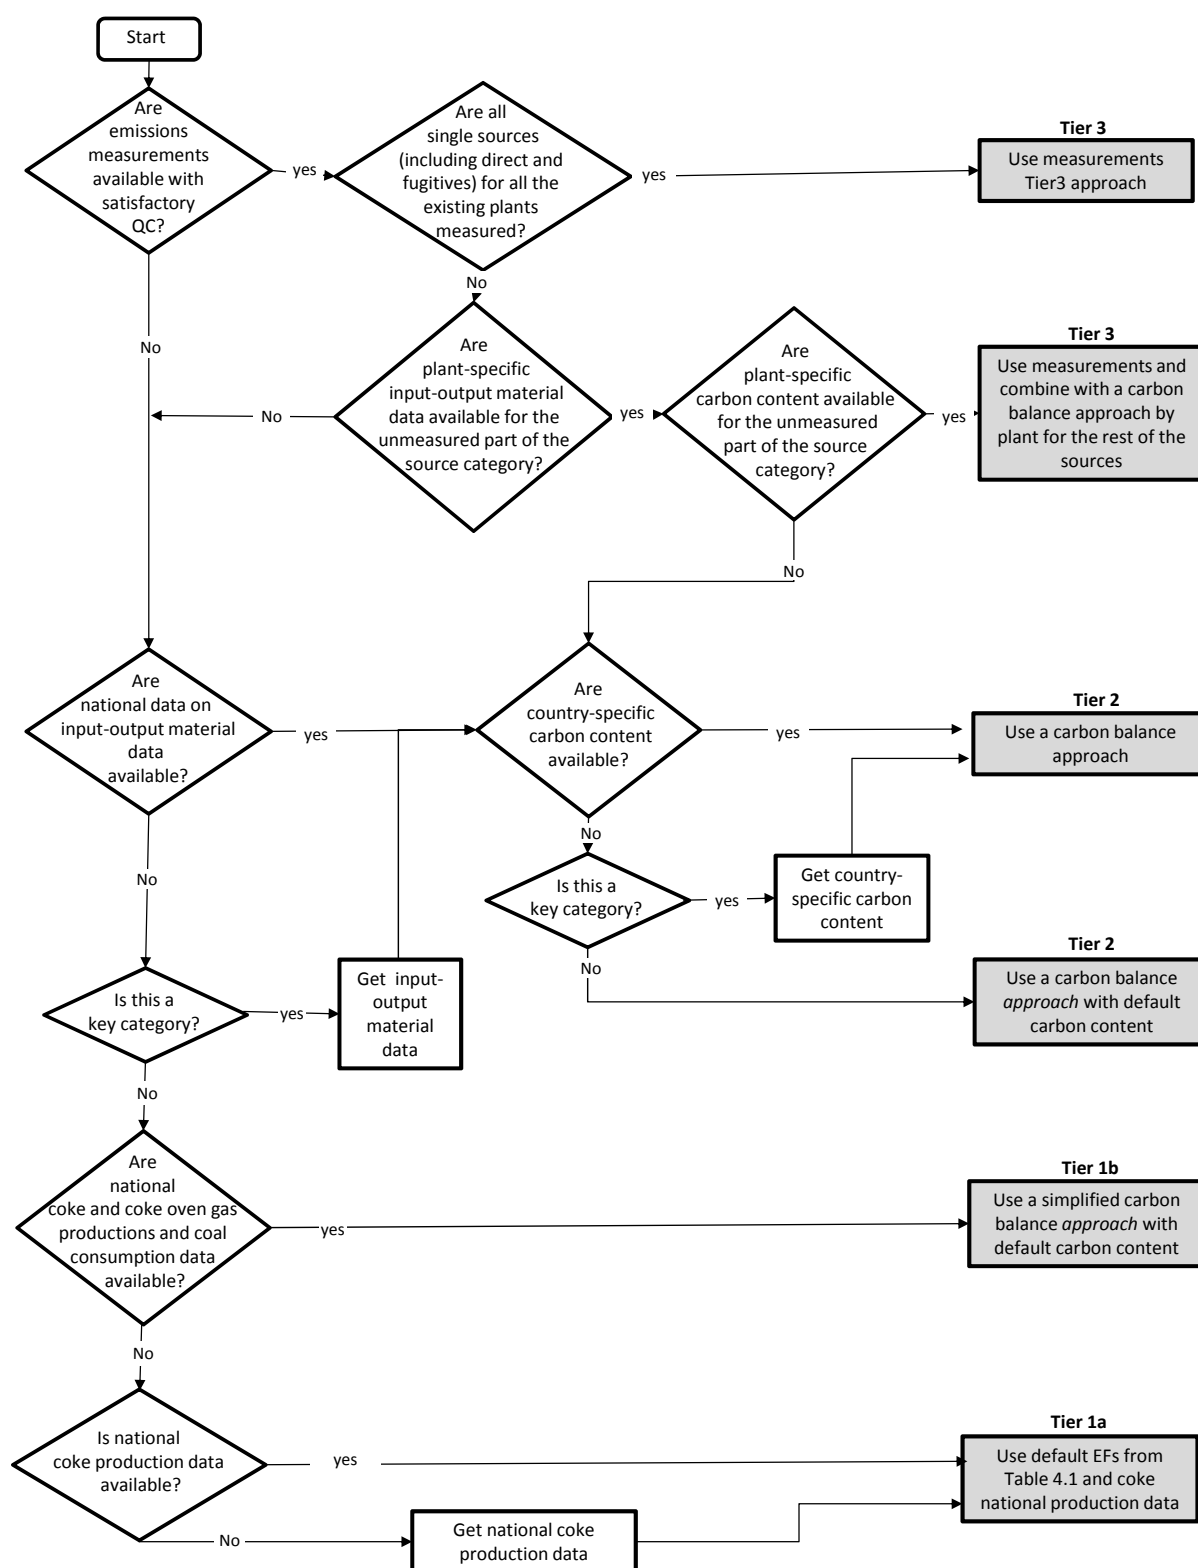 Start
Are
emissions
measurements
available with
satisfactory
QC?
yes
Are all
single sources
(including direct and
fugitives) for all the
existing plants
measured?
yes
Tier 3
Use measurements
Tier3 approach
No
No
Are
plant-specific
input-output material
data available for the
unmeasured part of the
source category?
No
yes
Are
plant-specific
carbon content available
for the unmeasured
part of the source
category?
yes
Tier 3
Use measurements and
combine with a carbon
balance approach by
plant for the rest of the
sources
No
Are
national data on
input-output material
data
available?
yes
Are
country-specific
carbon content
available?
yes
Tier 2
Use a carbon balance
approach
No
No
Is this a
key category?
yes
Get country-
specific carbon
content
No
Tier 2
Use a carbon balance
approach with default
carbon content
Is this a
key category?
yes
Get input-
output
material
data
No
Are
national
coke and coke oven gas
productions and coal
consumption data
available?
yes
Tier 1b
Use a simplified carbon
balance approach with
default carbon content
No
Is national
coke production data
available?
yes
Tier 1a
Use default EFs from
Table 4.1 and coke
national production data
No
Get national coke
production data